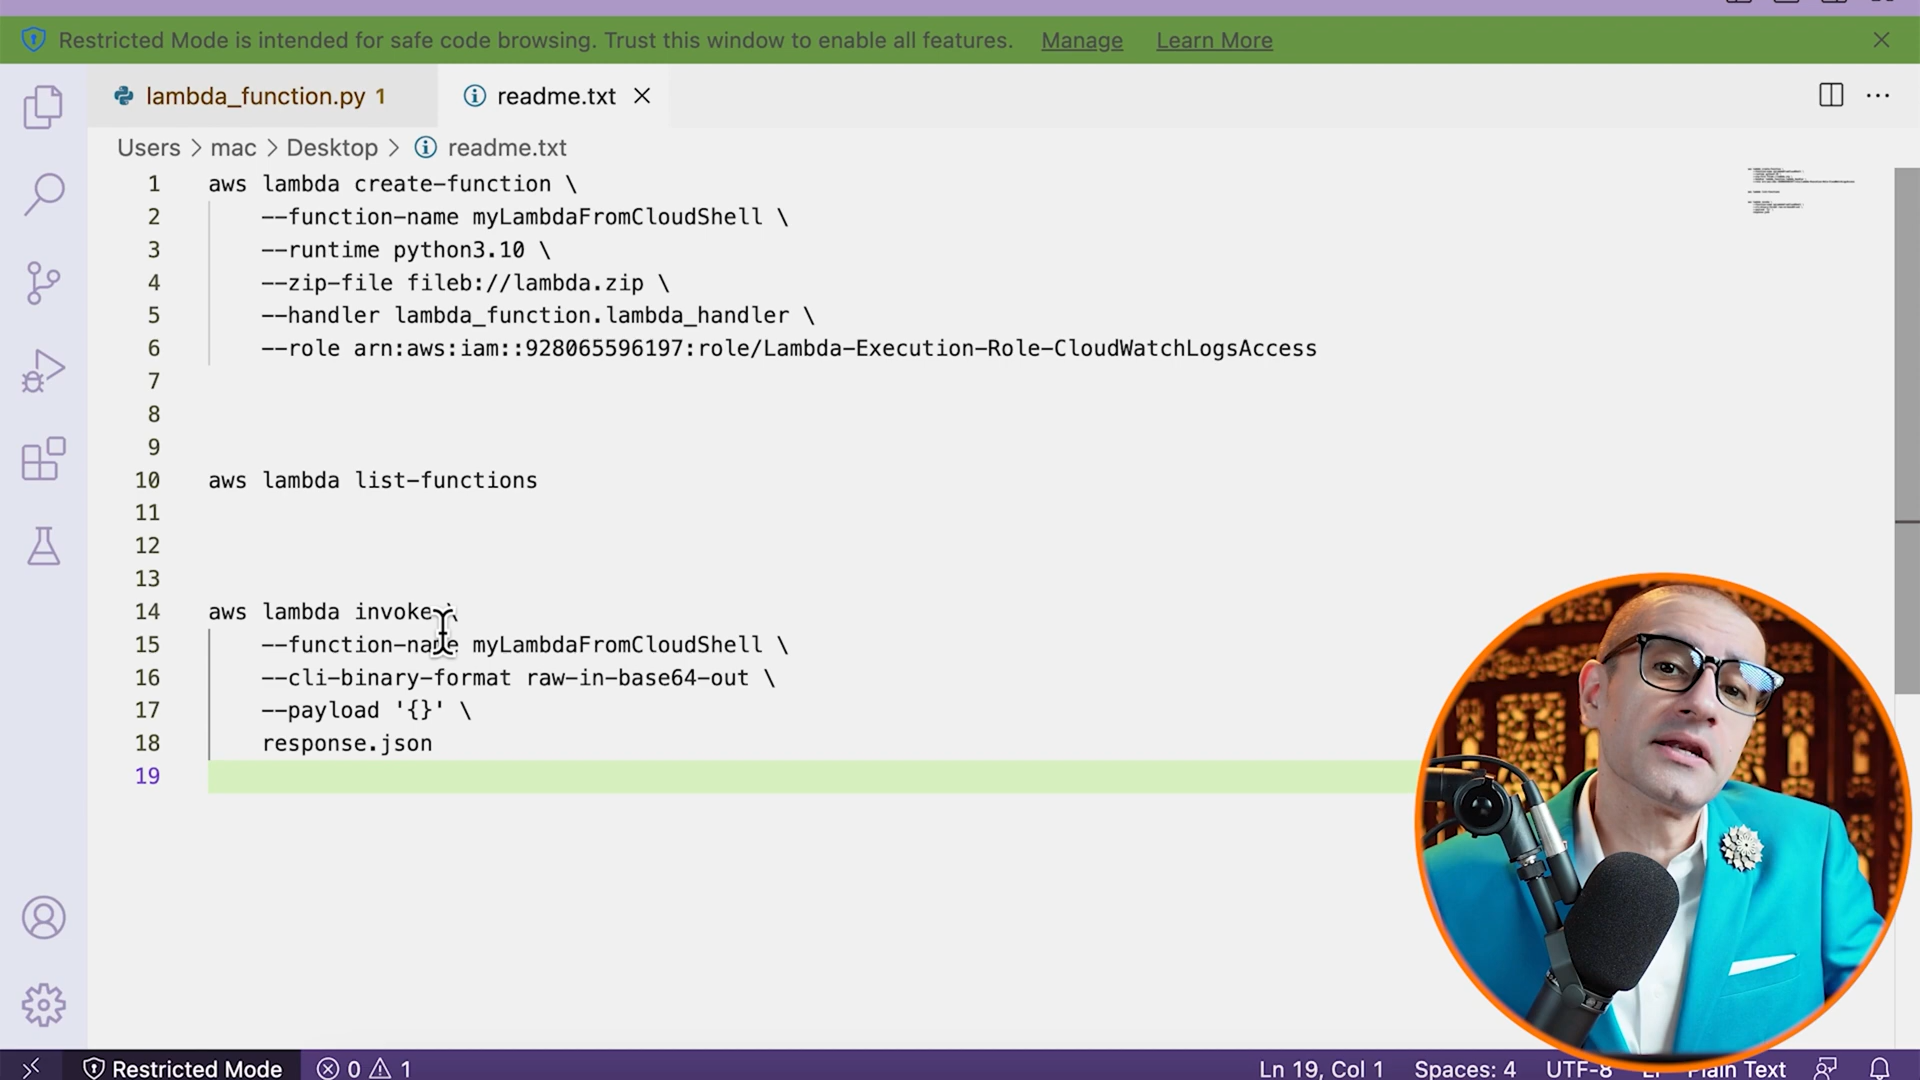 Restricted Mode is intended for safe code browsing. Trust this window to enable all features. Manage Learn More
lambda_function.py 1 readme.txt
Users > mac > Desktop > readme.txt
1 aws lambda create-function \
2 --function-name myLambdaFromCloudShell \
3 --runtime python3.10 \
4 --zip-file fileb://lambda.zip \
5 --handler lambda_function.lambda_handler \
6 --role arn:aws:iam::928065596197:role/Lambda-Execution-Role-CloudWatchLogsAccess
7
8
9
10 aws lambda list-functions
11
12
13
14 aws lambda invoke \
15 --function-name myLambdaFromCloudShell \
16 --cli-binary-format raw-in-base64-out \
17 --payload '{}' \
18 response.json
19
Restricted Mode 0 1 Ln 19, Col 1 Spaces: 4 UTF-8 Plain Text